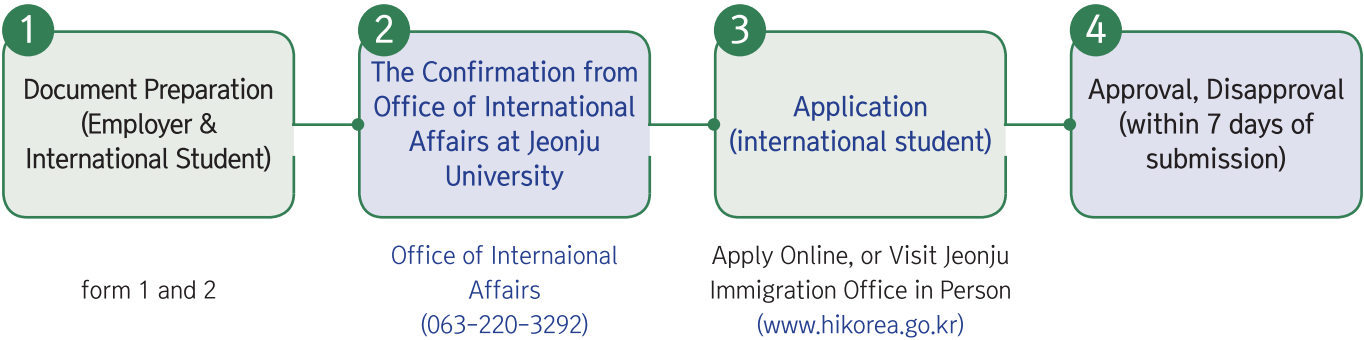 1
Document Preparation
(Employer &
International Student)
form 1 and 2
2
The Confirmation from
Office of International
Affairs at Jeonju
University
Office of Internaional
Affairs
(063-220-3292)
3
Application
(international student)
Apply Online, or Visit Jeonju
Immigration Office in Person
(www.hikorea.go.kr)
4
Approval, Disapproval
(within 7 days of
submission)